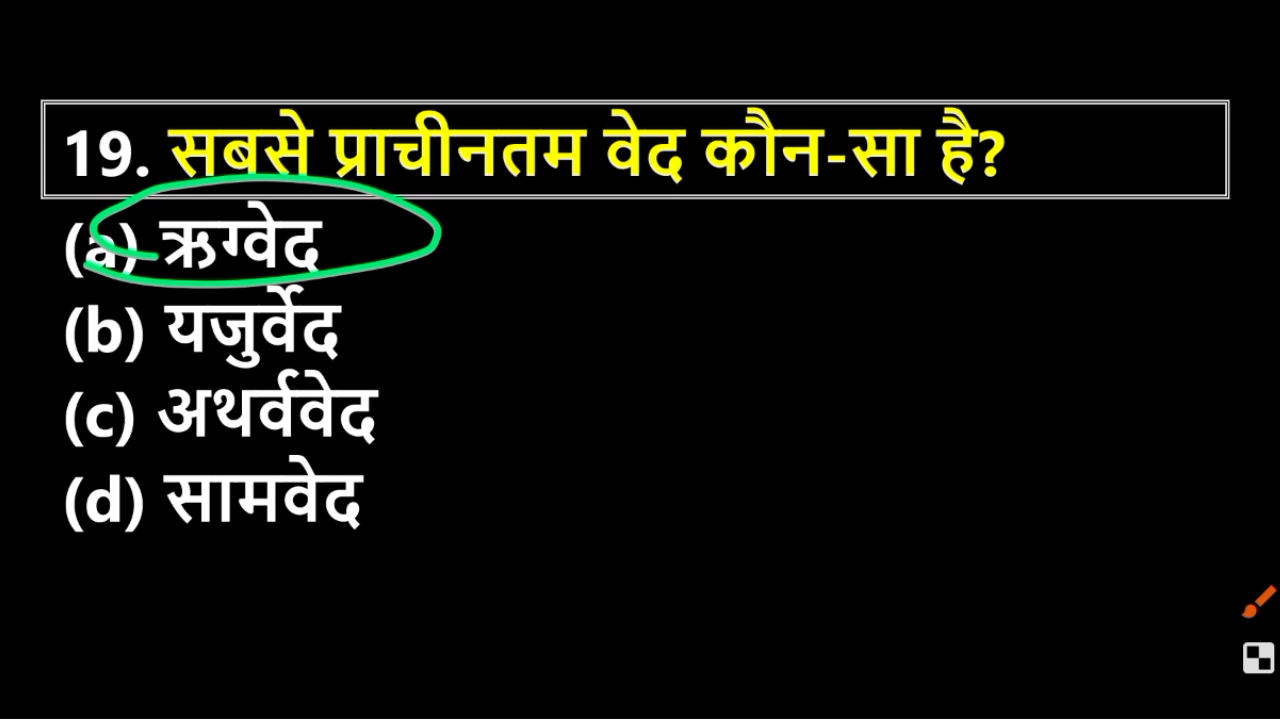 19. सबसे प्राचीनतम वेद कौन-सा है?
(a) ऋग्वेद
(b) यजुर्वेद
(c) अथर्ववेद
(d) सामवेद